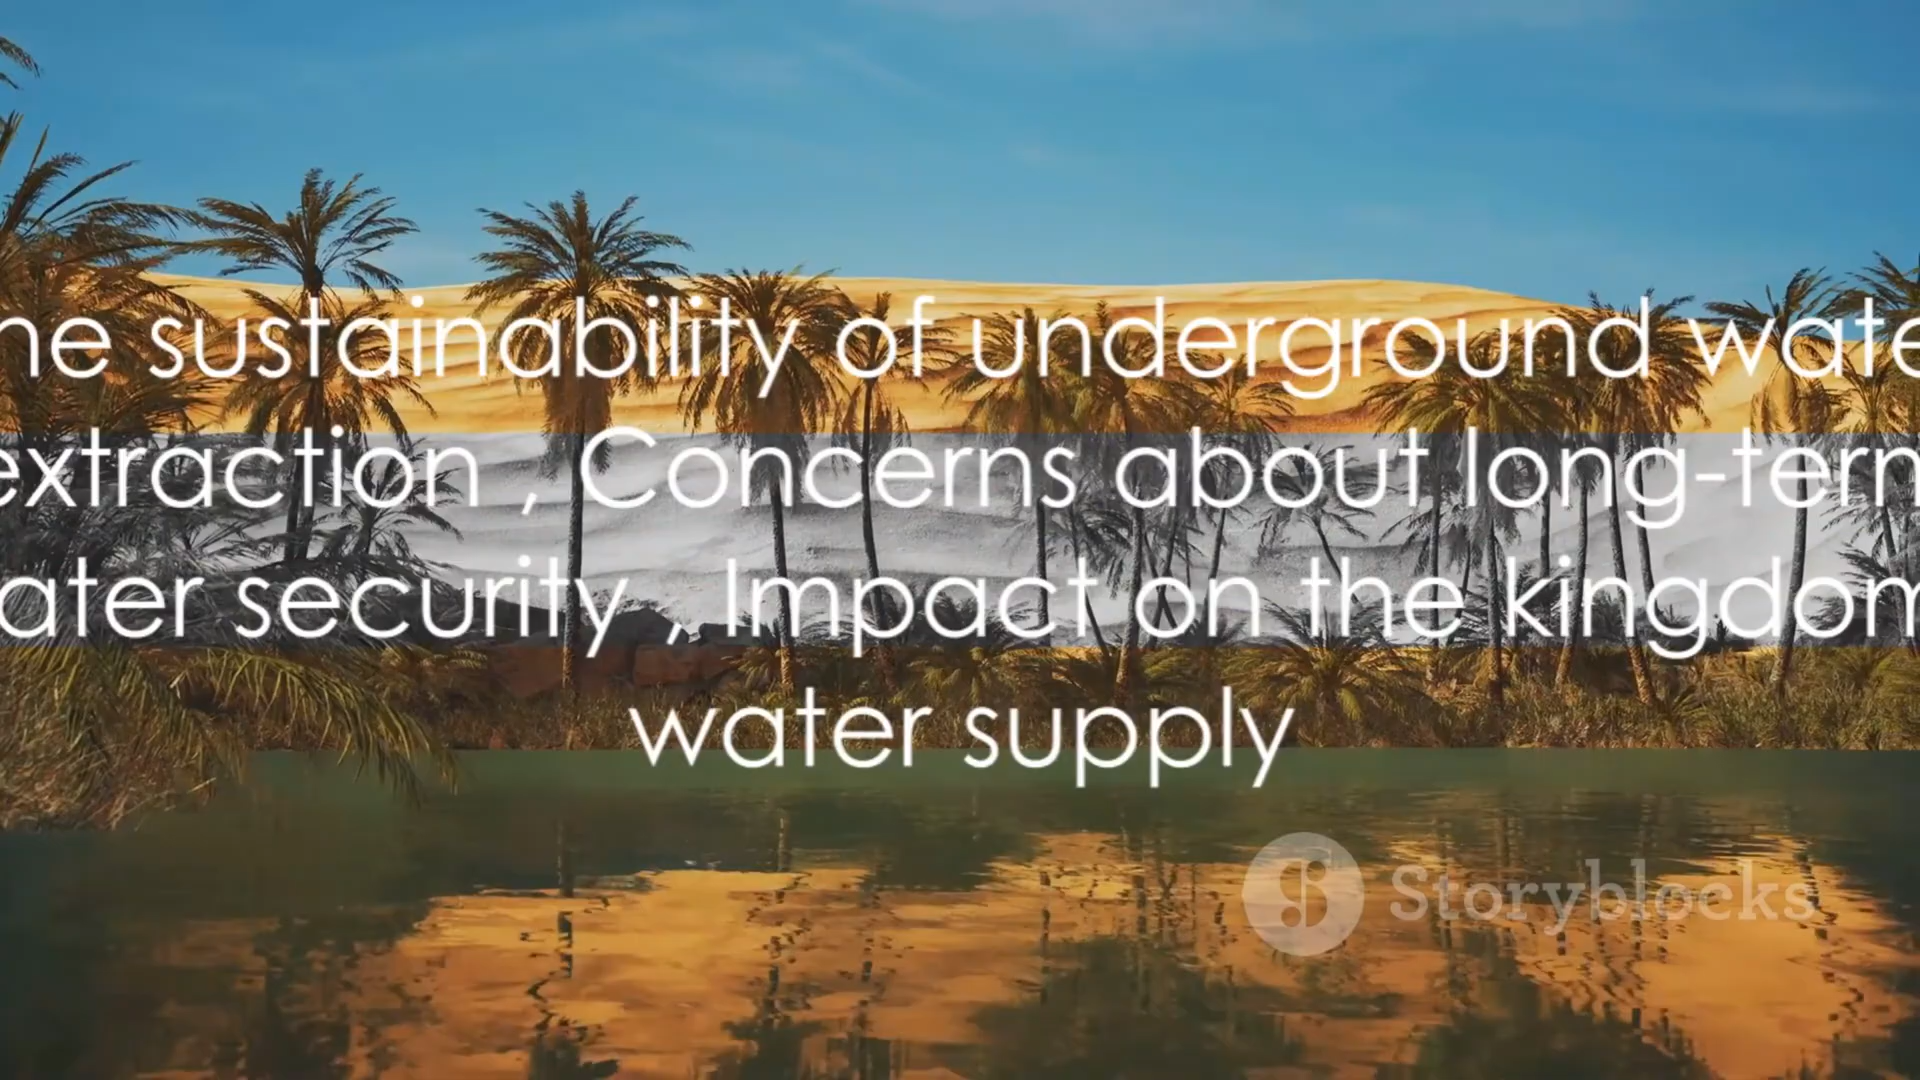 he sustainability of underground wate
extraction , Concerns about long-term
ater security , Impact on the kingdom
water supply
Storyblocks